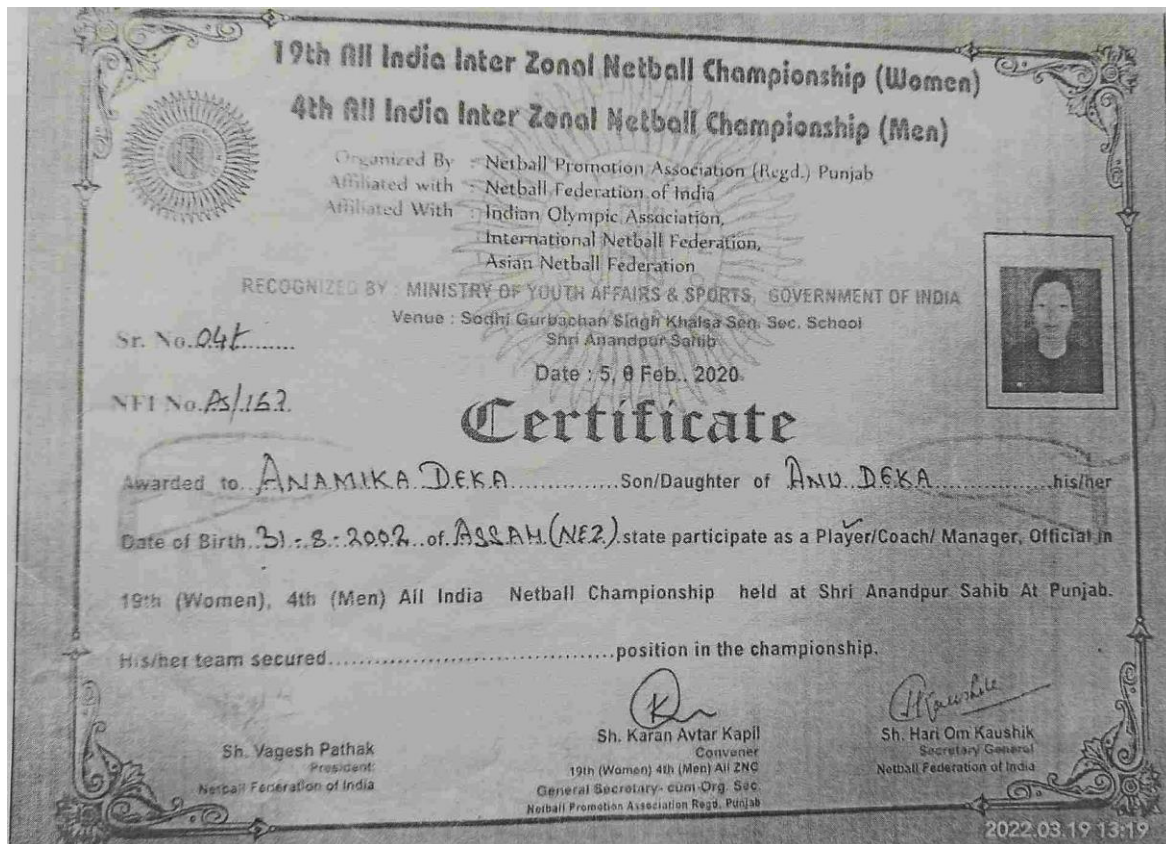 19th All India Inter Zonal Netball Championship (Women)
4th All India Inter Zonal Netball Championship (Men)
Organized By : Netball Promotion Association (Regd.) Punjab
Affiliated with : Netball Federation of India
Affiliated With : Indian Olympic Association,
International Netball Federation,
Asian Netball Federation
RECOGNIZED BY : MINISTRY OF YOUTH AFFAIRS & SPORTS, GOVERNMENT OF INDIA
Venue : Sodhi Gurbachan Singh Khalsa Sen. Sec. School
Shri Anandpur Sahib
Sr. No.
Date : 5, 6 Feb., 2020
NFI No. AS/163.
Certificate
Awarded to ANAMIKA DEKA Son/Daughter of ANU DEKA his/her
Date of Birth 31-8-2002 of ASSAM (NEZ) state participate as a Player/Coach/ Manager, Official in
19th (Women), 4th (Men) All India Netball Championship held at Shri Anandpur Sahib At Punjab.
His/her team secured..........................................position in the championship.
Sh. Vagesh Pathak
President
Netball Federation of India
Sh. Karan Avtar Kapil
Convener
19th (Women) 4th (Men) All ZNC
General Secretary- cum-Org. Sec.
Netball Promotion Association Regd. Punjab
Sh. Hari Om Kaushik
Secretary General
Netball Federation of India
2022.03.19 13:19